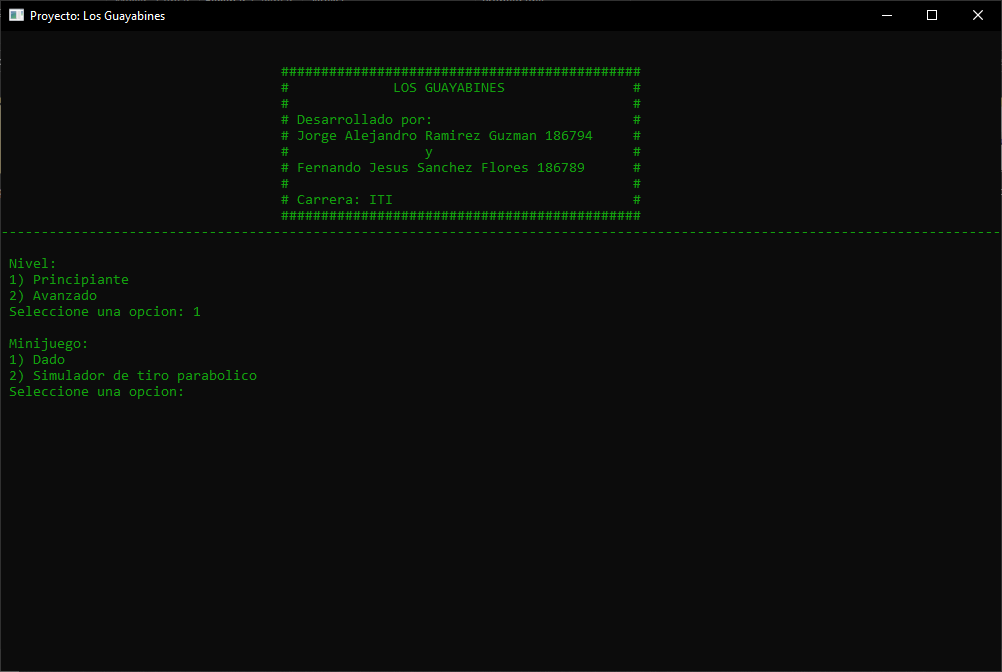 Proyecto: Los Guayabines
#############################################
# LOS GUAYABINES #
# #
# Desarrollado por: #
# Jorge Alejandro Ramirez Guzman 186794 #
# y #
# Fernando Jesus Sanchez Flores 186789 #
# #
# Carrera: ITI #
#############################################
-----------------------------------------------------------------------------------------------------------------------------
Nivel:
1) Principiante
2) Avanzado
Seleccione una opcion: 1
Minijuego:
1) Dado
2) Simulador de tiro parabolico
Seleccione una opcion: